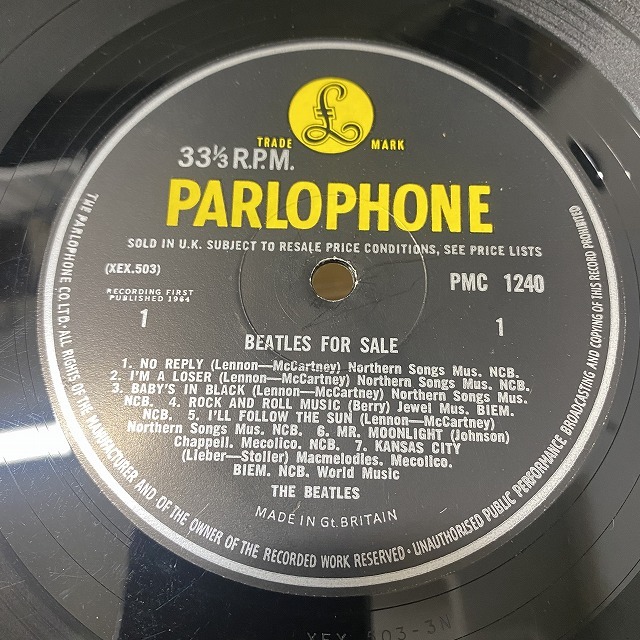 £
TRADE MARK
33⅓ R.P.M.
PARLOPHONE
SOLD IN U.K. SUBJECT TO RESALE PRICE CONDITIONS, SEE PRICE LISTS
(XEX.503) PMC 1240
RECORDING FIRST
PUBLISHED 1964
1 1
BEATLES FOR SALE
1. NO REPLY (Lennon—McCartney) Northern Songs Mus. NCB.
2. I'M A LOSER (Lennon—McCartney) Northern Songs Mus. NCB.
3. BABY'S IN BLACK (Lennon—McCartney) Northern Songs Mus.
NCB. 4. ROCK AND ROLL MUSIC (Berry) Jewel Mus. BIEM.
NCB. 5. I'LL FOLLOW THE SUN (Lennon—McCartney)
Northern Songs Mus. NCB. 6. MR. MOONLIGHT (Johnson)
Chappell. Mecolico. NCB. 7. KANSAS CITY
(Lieber—Stoller) Macmelodies. Mecolico.
BIEM. NCB. World Music
THE BEATLES
MADE IN Gt. BRITAIN
THE PARLOPHONE CO. LTD. ALL RIGHTS OF THE MANUFACTURER AND OF THE OWNER OF THE RECORDED WORK RESERVED · UNAUTHORISED PUBLIC PERFORMANCE BROADCASTING AND COPYING OF THIS RECORD PROHIBITED
XEX 503-3N